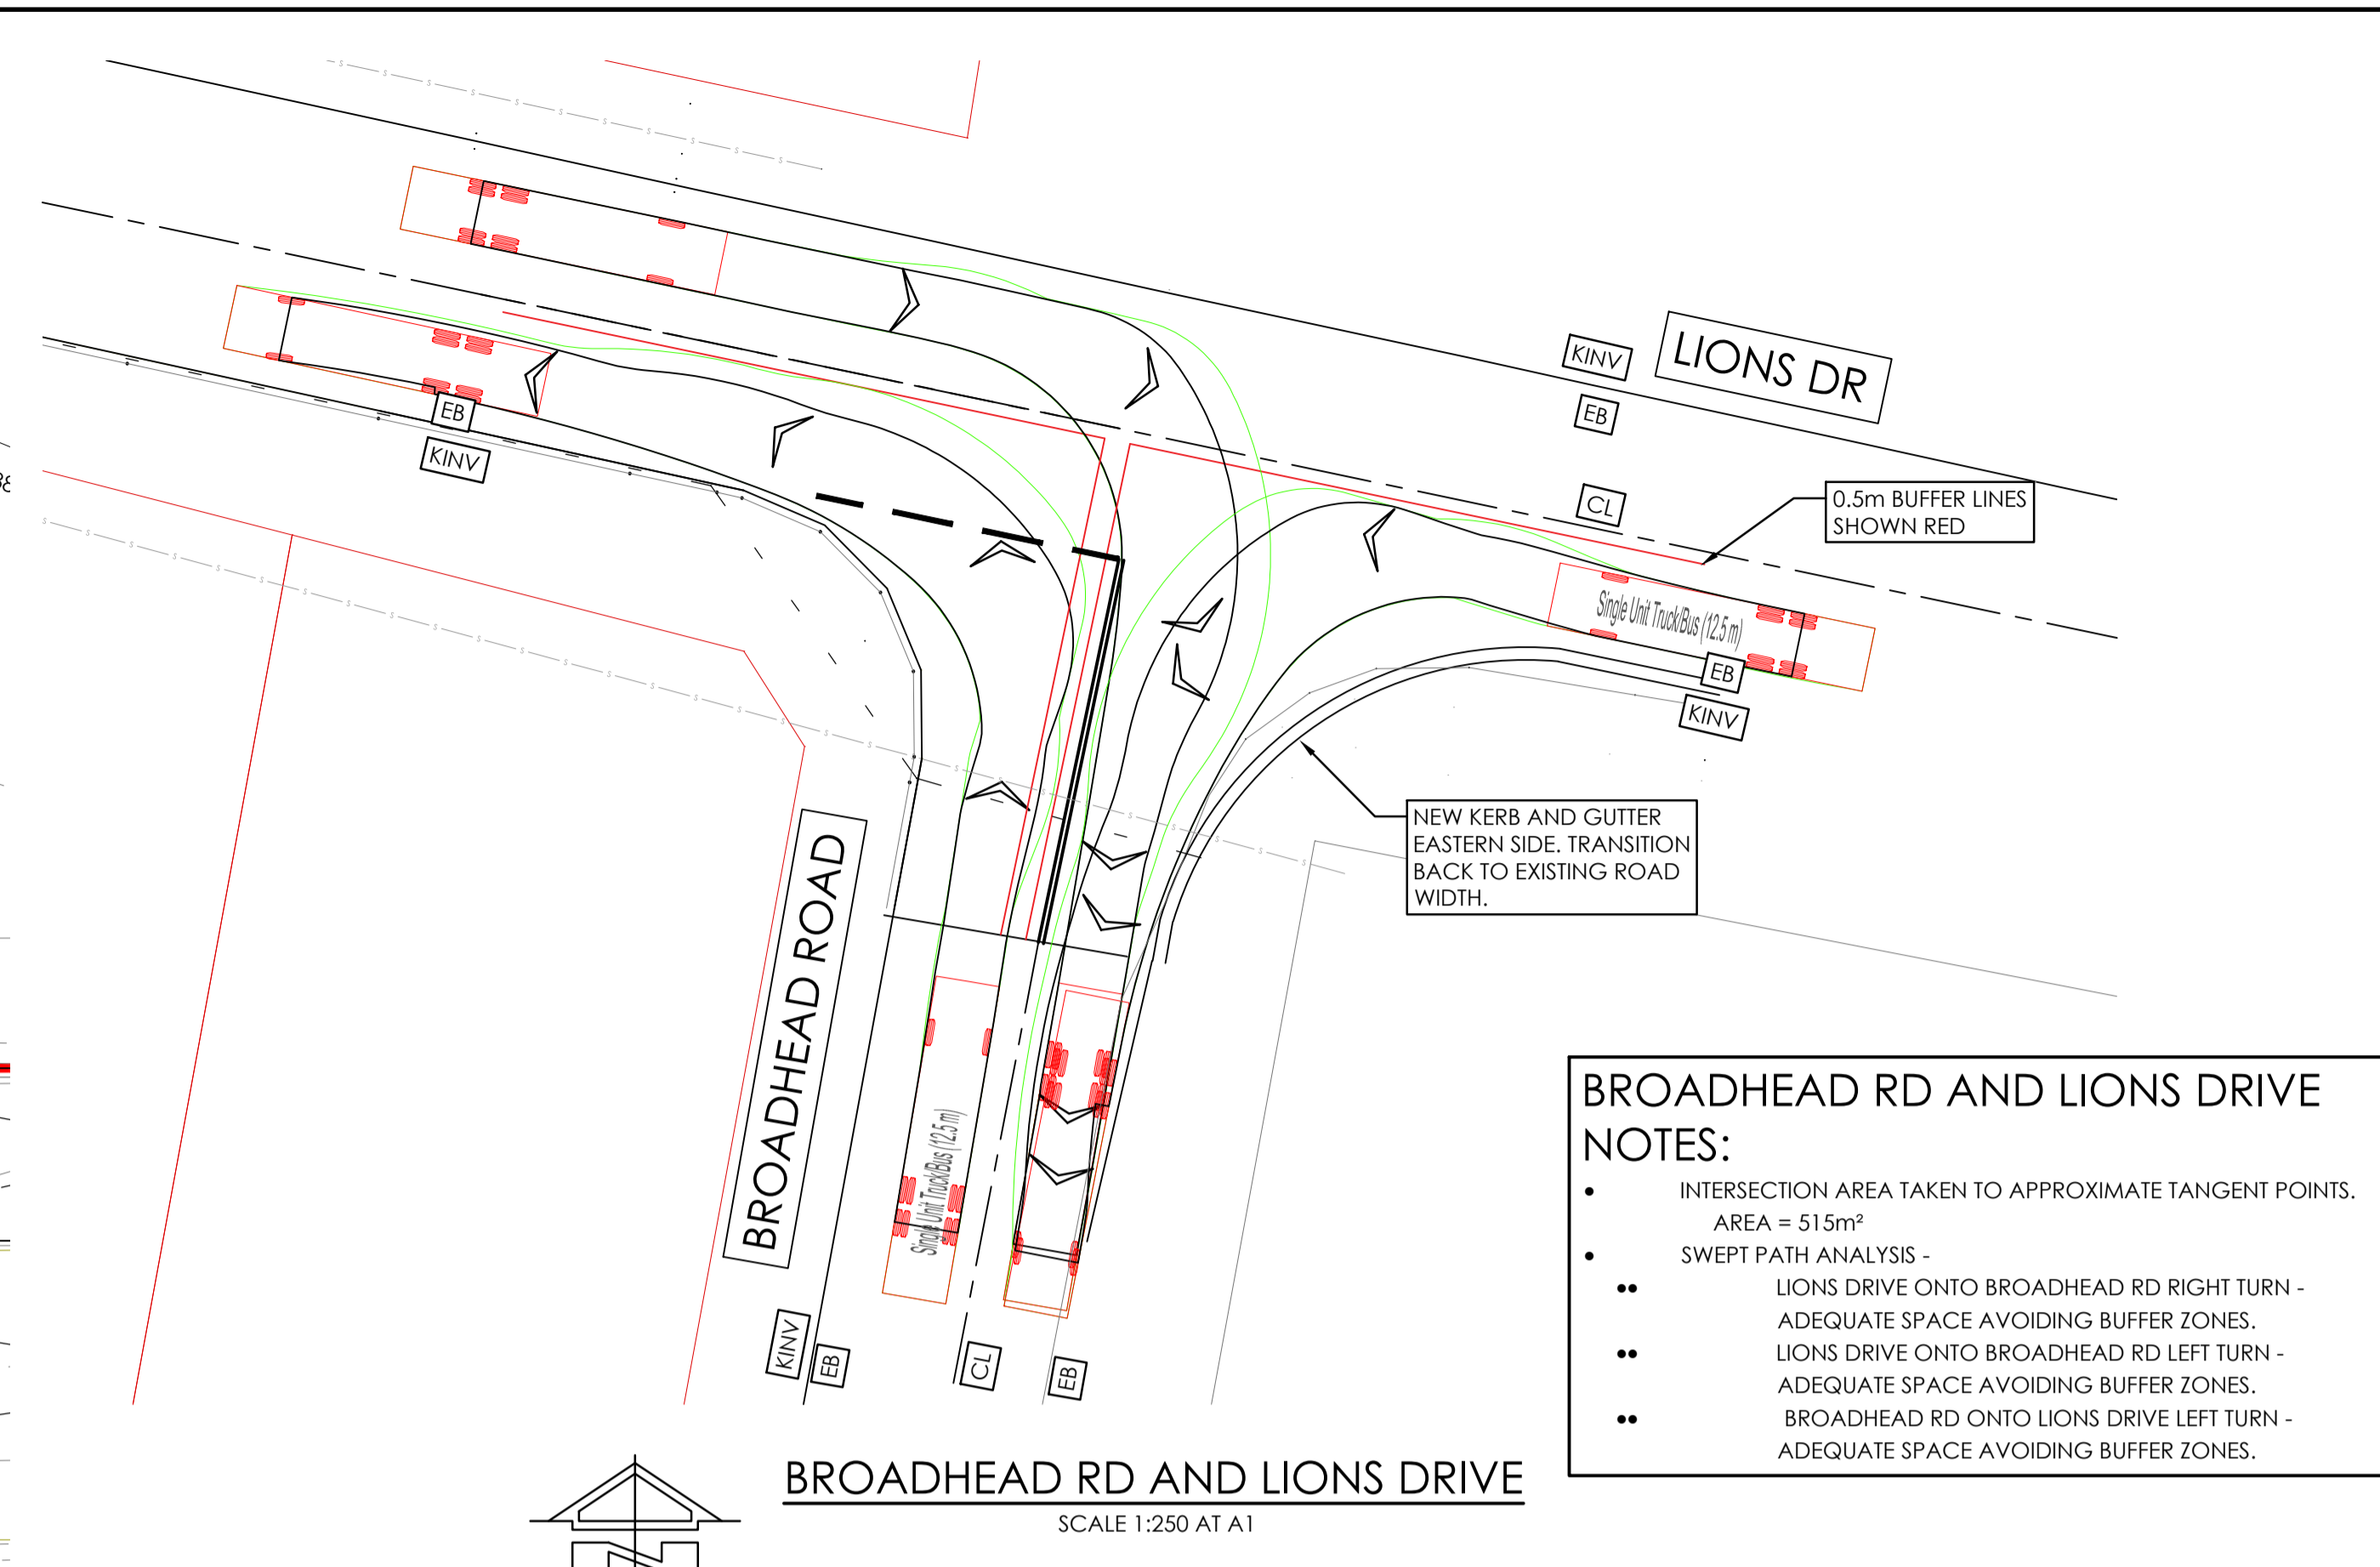 KINV
LIONS DR
EB
CL
0.5m BUFFER LINES
SHOWN RED
EB
KINV
Single Unit Truck/Bus (12.5 m)
EB
KINV
NEW KERB AND GUTTER
EASTERN SIDE. TRANSITION
BACK TO EXISTING ROAD
WIDTH.
BROADHEAD ROAD
Single Unit Truck/Bus (12.5 m)
KINV
EB
CL
EB
BROADHEAD RD AND LIONS DRIVE
NOTES:
• INTERSECTION AREA TAKEN TO APPROXIMATE TANGENT POINTS.
AREA = 515m²
• SWEPT PATH ANALYSIS -
•• LIONS DRIVE ONTO BROADHEAD RD RIGHT TURN -
ADEQUATE SPACE AVOIDING BUFFER ZONES.
•• LIONS DRIVE ONTO BROADHEAD RD LEFT TURN -
ADEQUATE SPACE AVOIDING BUFFER ZONES.
•• BROADHEAD RD ONTO LIONS DRIVE LEFT TURN -
ADEQUATE SPACE AVOIDING BUFFER ZONES.
BROADHEAD RD AND LIONS DRIVE
SCALE 1:250 AT A1